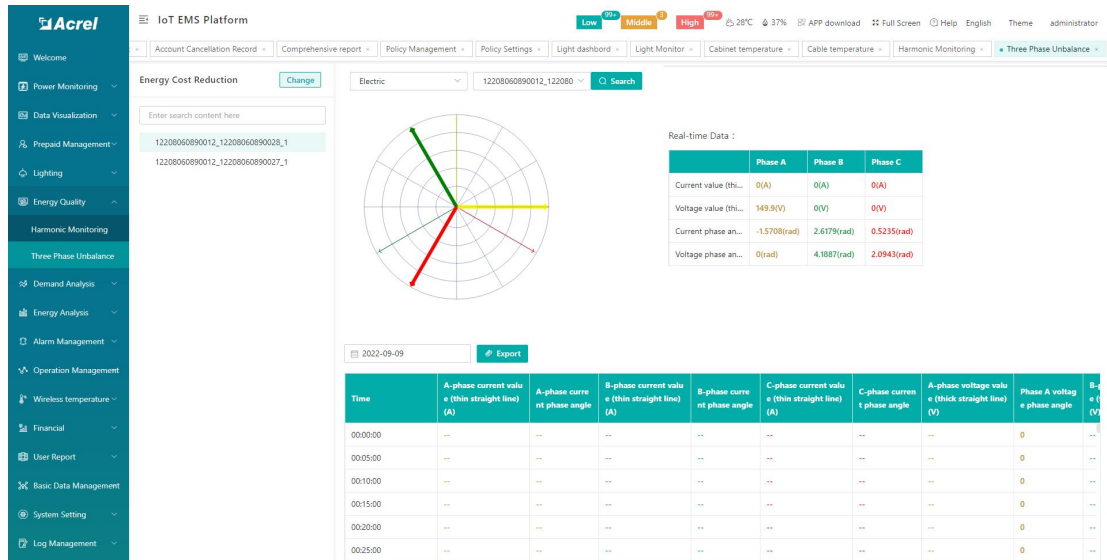 Acrel
IoT EMS Platform
Low 99+ Middle 3 High 99+ 28°C 37% APP download Full Screen Help English Theme administrator
Account Cancellation Record × Comprehensive report × Policy Management × Policy Settings × Light dashbord × Light Monitor × Cabinet temperature × Cable temperature × Harmonic Monitoring × Three Phase Unbalance ×
Welcome
Power Monitoring
Data Visualization
Prepaid Management
Lighting
Energy Quality
Harmonic Monitoring
Three Phase Unbalance
Demand Analysis
Energy Analysis
Alarm Management
Operation Management
Wireless temperature
Financial
User Report
Basic Data Management
System Setting
Log Management
Energy Cost Reduction Change
Enter search content here
12208060890012_12208060890028_1
12208060890012_12208060890027_1
Electric 12208060890012_122080 Search
Real-time Data :
Phase A Phase B Phase C
Current value (thi... 0(A) 0(A) 0(A)
Voltage value (thi... 149.9(V) 0(V) 0(V)
Current phase an... -1.5708(rad) 2.6179(rad) 0.5235(rad)
Voltage phase an... 0(rad) 4.1887(rad) 2.0943(rad)
2022-09-09 Export
Time
A-phase current valu
e (thin straight line)
(A)
A-phase curre
nt phase angle
B-phase current valu
e (thin straight line)
(A)
B-phase curre
nt phase angle
C-phase current valu
e (thin straight line)
(A)
C-phase curren
t phase angle
A-phase voltage valu
e (thick straight line)
(V)
Phase A voltag
e phase angle
00:00:00 -- -- -- -- -- -- -- 0 --
00:05:00 -- -- -- -- -- -- -- 0 --
00:10:00 -- -- -- -- -- -- -- 0 --
00:15:00 -- -- -- -- -- -- -- 0 --
00:20:00 -- -- -- -- -- -- -- 0 --
00:25:00 -- -- -- -- -- -- -- 0 --